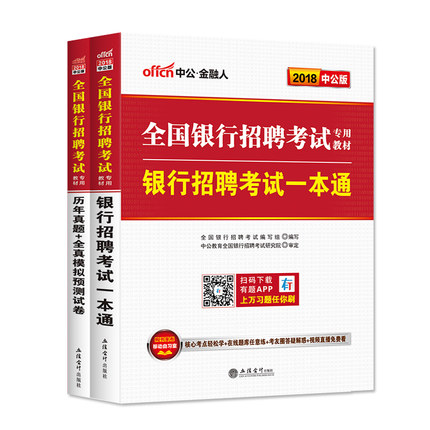 offcn 中公·金融人
2018 中公版
全国银行招聘考试 专用教材
银行招聘考试一本通
全国银行招聘考试编写组◎编写
中公教育全国银行招聘考试研究院◎审定
扫码下载
有题APP
上万习题任你刷
有
移动自习室
核心考点轻松学+在线题库任意练+考友圈答疑解惑+视频直播免费看
立信会计出版社
offcn
2018
中公版
全国银行招聘考试 专用教材
银行招聘考试一本通
立信会计出版社
offcn
2018
中公版
全国银行招聘考试 专用教材
历年真题+全真模拟预测试卷
立信会计出版社